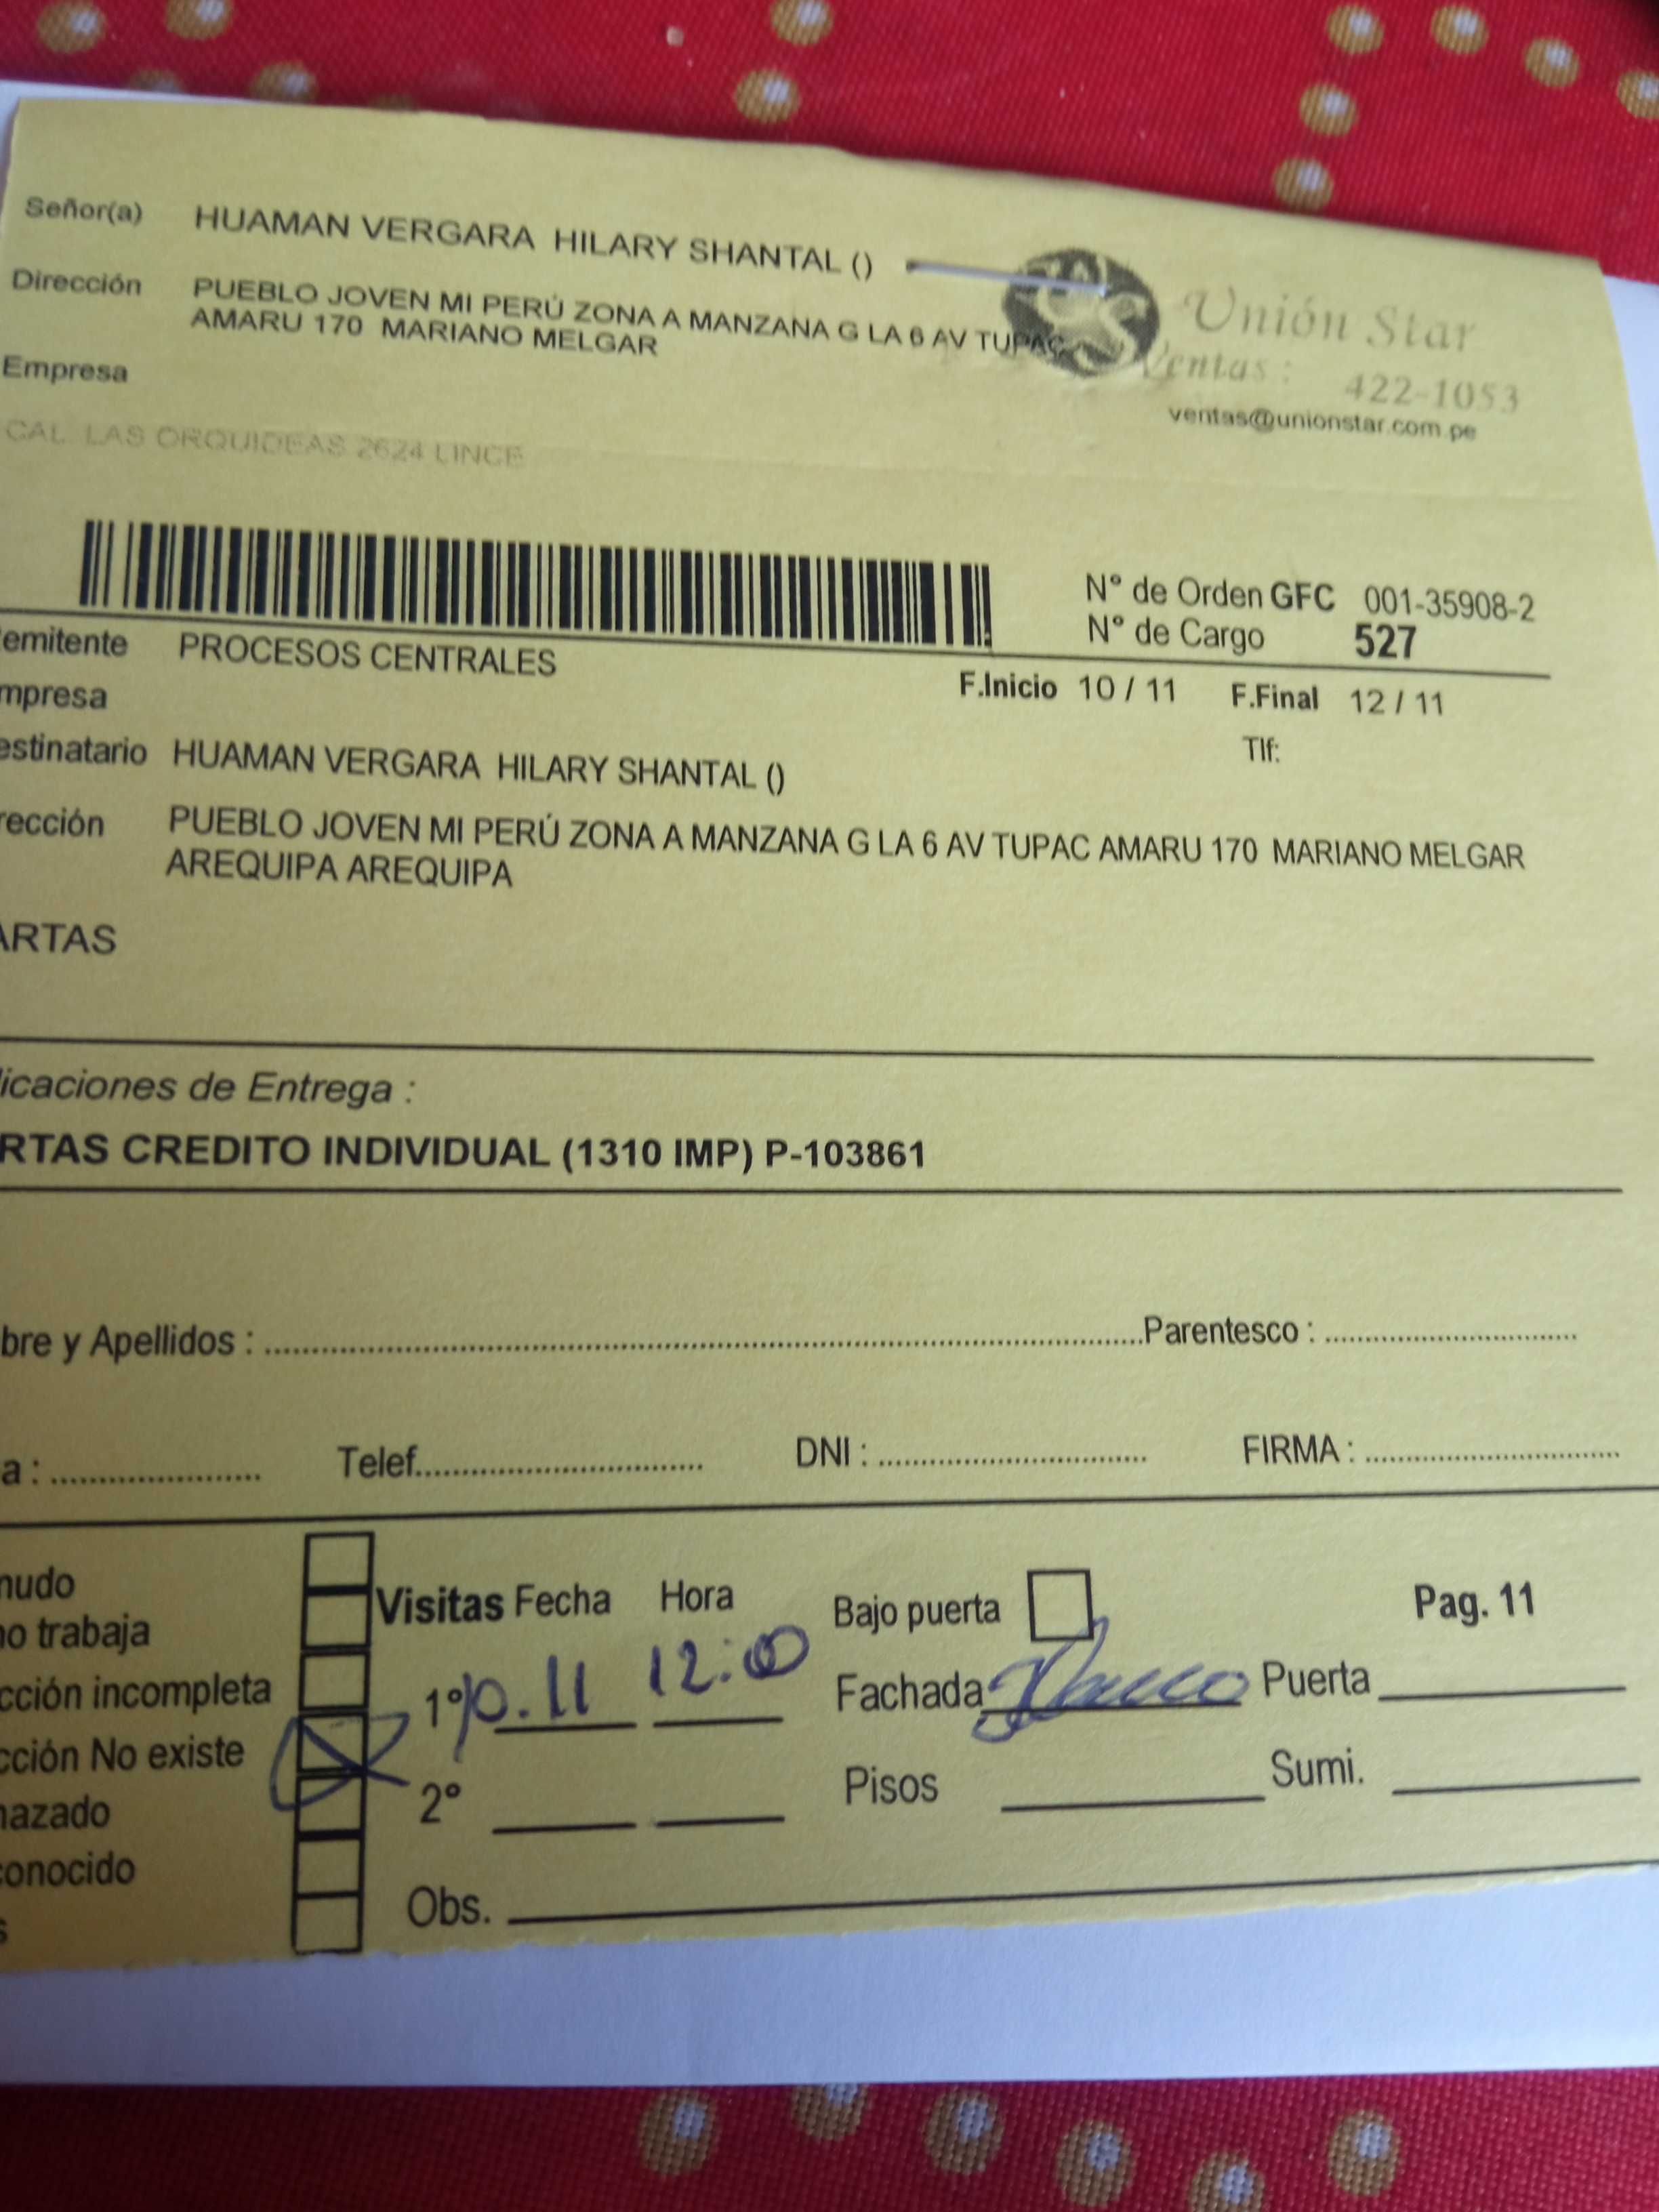 Señor(a) HUAMAN VERGARA HILARY SHANTAL ()
Dirección PUEBLO JOVEN MI PERÚ ZONA A MANZANA G LA 6 AV TUPAC
AMARU 170 MARIANO MELGAR
Unión Star
Ventas : 422-1053
ventas@unionstar.com.pe
Empresa
CAL. LAS ORQUIDEAS 2624 LINCE
N° de Orden GFC 001-35908-2
N° de Cargo 527
emitente PROCESOS CENTRALES
F.Inicio 10 / 11 F.Final 12 / 11
mpresa
Tlf:
estinatario HUAMAN VERGARA HILARY SHANTAL ()
rección PUEBLO JOVEN MI PERÚ ZONA A MANZANA G LA 6 AV TUPAC AMARU 170 MARIANO MELGAR
AREQUIPA AREQUIPA
ARTAS
licaciones de Entrega :
RTAS CREDITO INDIVIDUAL (1310 IMP) P-103861
bre y Apellidos : Parentesco :
a : Telef. DNI : FIRMA :
nudo
Visitas Fecha Hora Bajo puerta Pag. 11
no trabaja
cción incompleta
1° 10.11 12:00 Fachada Puerta
cción No existe
2° Pisos Sumi.
hazado
conocido
s
Obs.